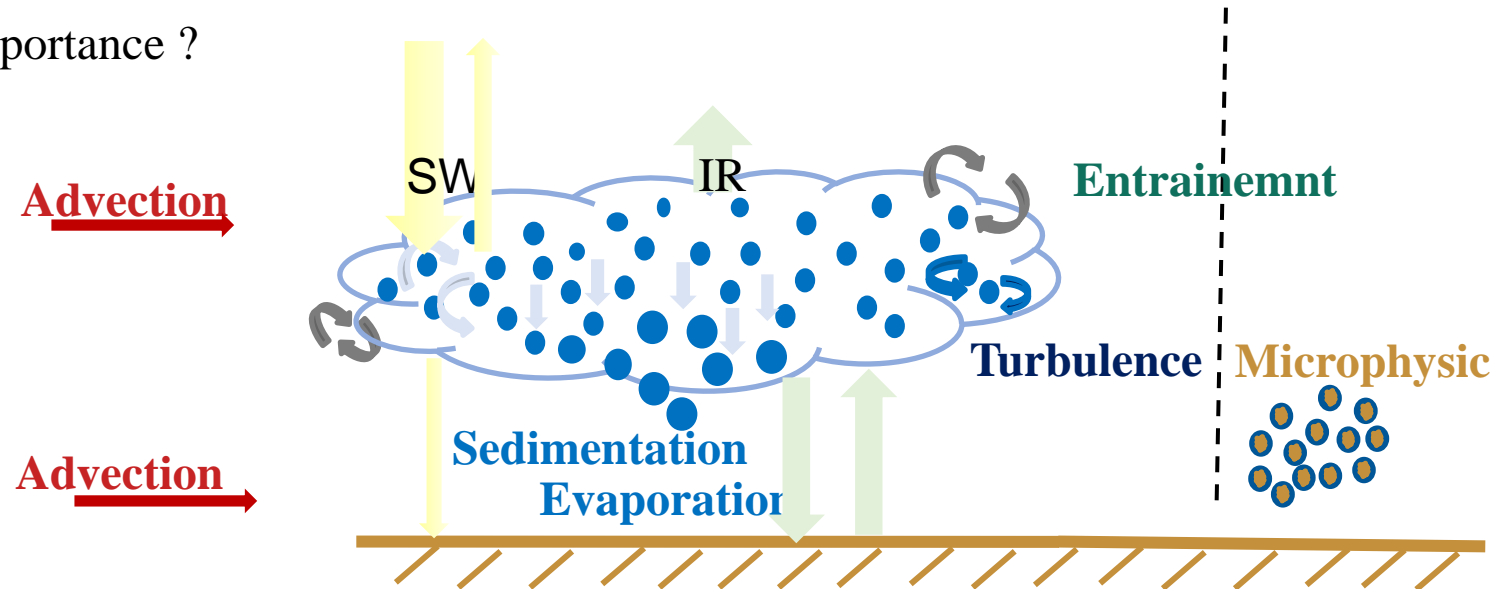 portance ?
SW
IR
Advection
Entrainemnt
Turbulence
Microphysic
Sedimentation
Advection
Evaporation